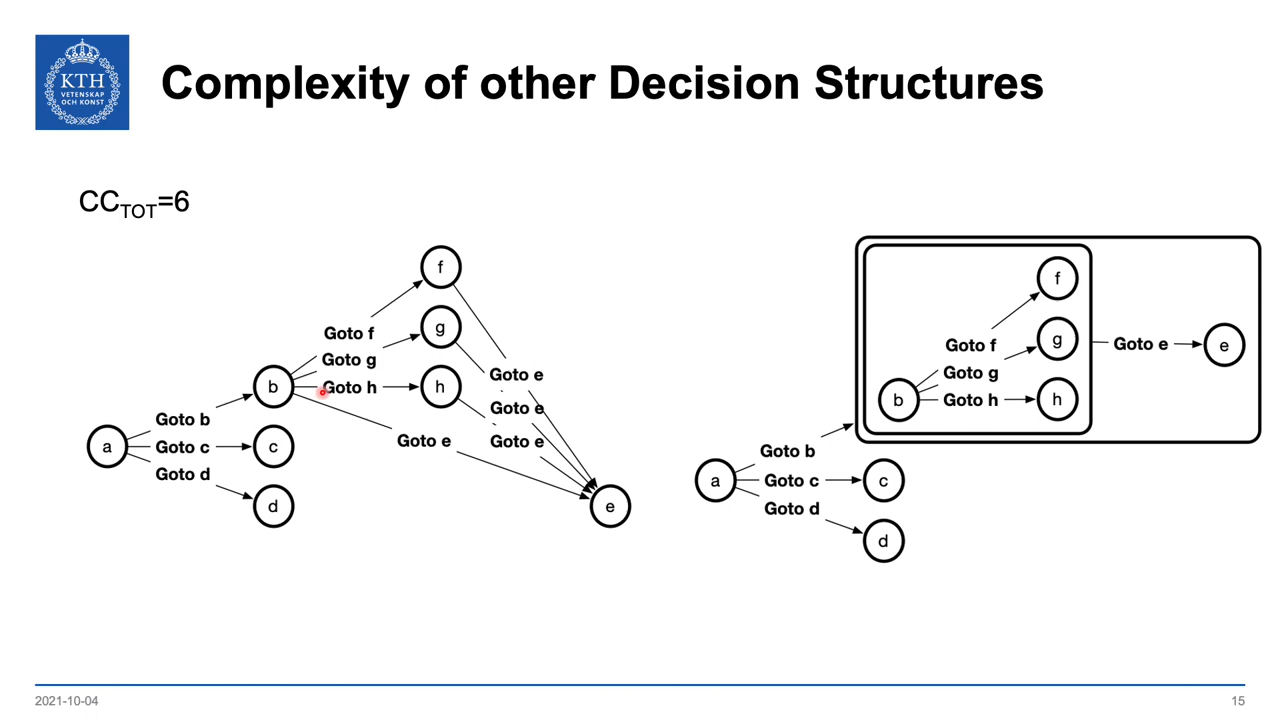 KTH
VETENSKAP
OCH KONST
Complexity of other Decision Structures
CCTOT=6
f
Goto f
g
Goto g
b
Goto h
h
Goto e
Goto e
Goto e
Goto e
Goto b
a
Goto c
c
Goto d
d
e
f
Goto f
g
Goto g
b
Goto h
h
Goto e
e
Goto b
a
Goto c
c
Goto d
d
2021-10-04
15